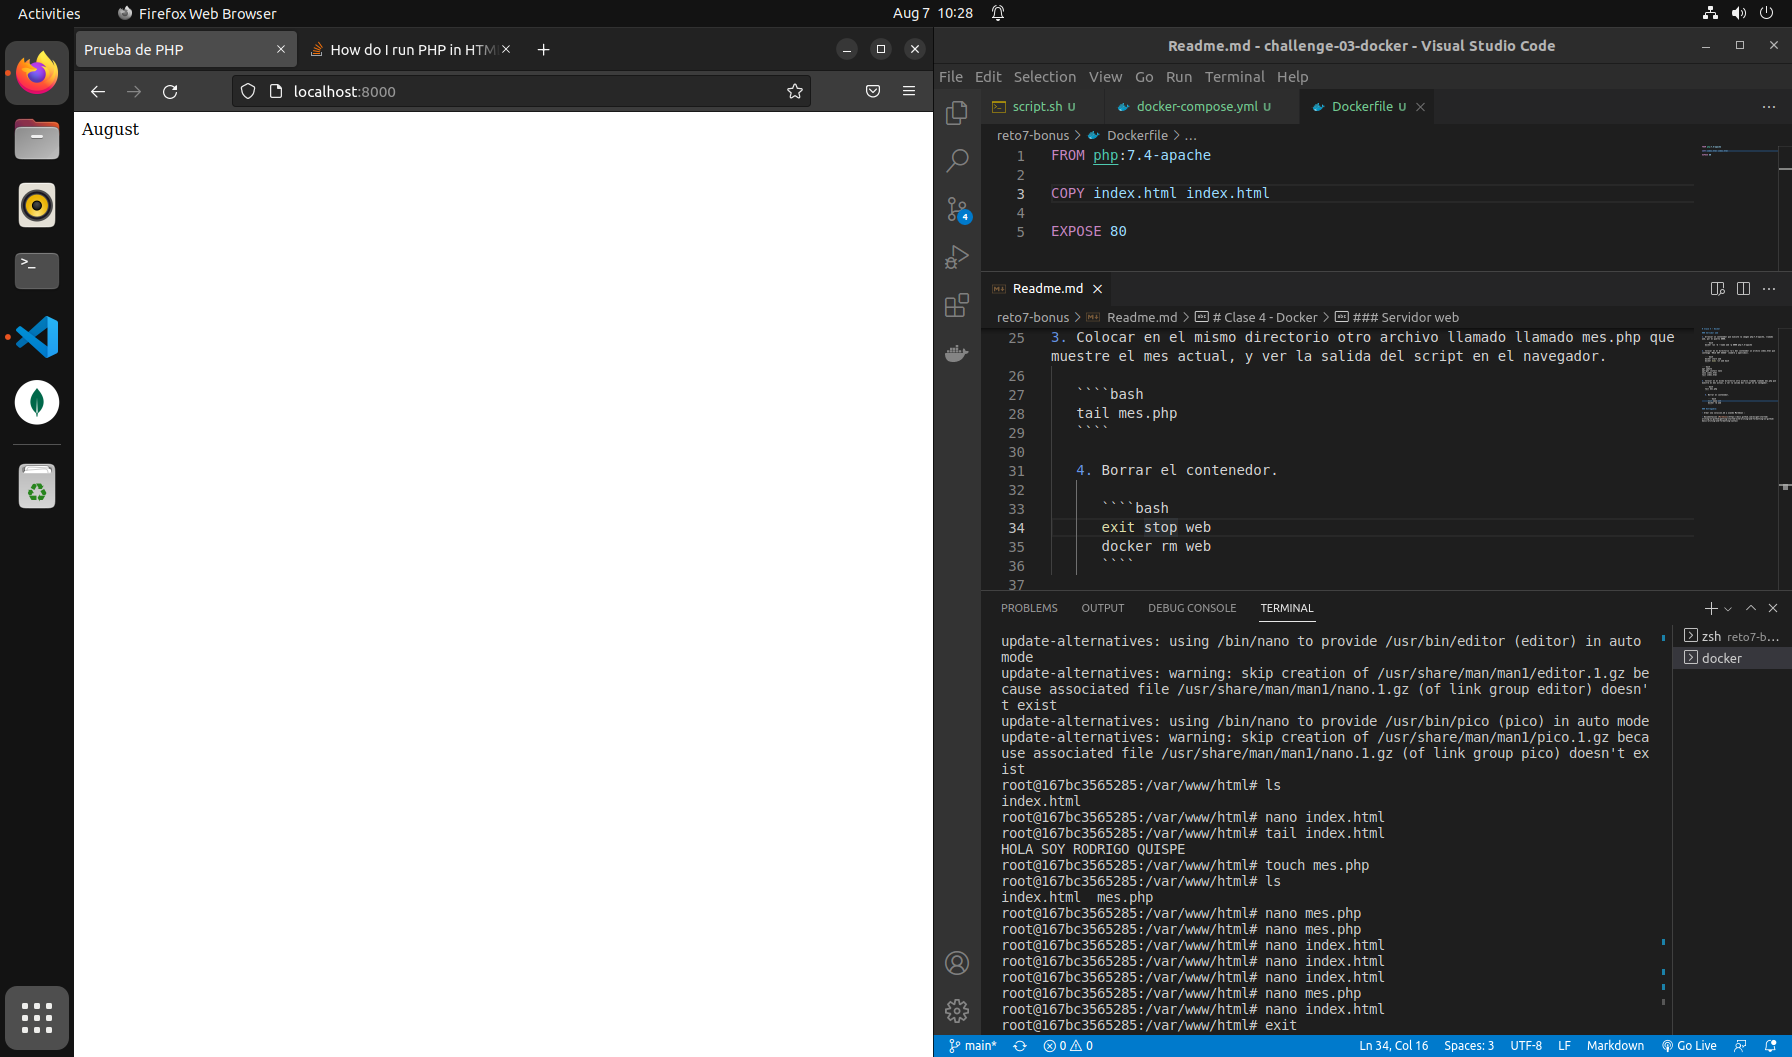 Activities
Firefox Web Browser
Aug 7 10:28
Prueba de PHP
How do I run PHP in HTM
localhost:8000
August
Readme.md - challenge-03-docker - Visual Studio Code
File Edit Selection View Go Run Terminal Help
script.sh U
docker-compose.yml U
Dockerfile U
reto7-bonus > Dockerfile > ...
1 FROM php:7.4-apache
2
3 COPY index.html index.html
4
5 EXPOSE 80
4
Readme.md
reto7-bonus > Readme.md > # Clase 4 - Docker > ### Servidor web
25 3. Colocar en el mismo directorio otro archivo llamado llamado mes.php que
muestre el mes actual, y ver la salida del script en el navegador.
26
27 ````bash
28 tail mes.php
29 ````
30
31 4. Borrar el contenedor.
32
33 ````bash
34 exit stop web
35 docker rm web
36 ````
37
PROBLEMS OUTPUT DEBUG CONSOLE TERMINAL
update-alternatives: using /bin/nano to provide /usr/bin/editor (editor) in auto
mode
update-alternatives: warning: skip creation of /usr/share/man/man1/editor.1.gz be
cause associated file /usr/share/man/man1/nano.1.gz (of link group editor) doesn'
t exist
update-alternatives: using /bin/nano to provide /usr/bin/pico (pico) in auto mode
update-alternatives: warning: skip creation of /usr/share/man/man1/pico.1.gz beca
use associated file /usr/share/man/man1/nano.1.gz (of link group pico) doesn't ex
ist
root@167bc3565285:/var/www/html# ls
index.html
root@167bc3565285:/var/www/html# nano index.html
root@167bc3565285:/var/www/html# tail index.html
HOLA SOY RODRIGO QUISPE
root@167bc3565285:/var/www/html# touch mes.php
root@167bc3565285:/var/www/html# ls
index.html  mes.php
root@167bc3565285:/var/www/html# nano mes.php
root@167bc3565285:/var/www/html# nano mes.php
root@167bc3565285:/var/www/html# nano index.html
root@167bc3565285:/var/www/html# nano index.html
root@167bc3565285:/var/www/html# nano index.html
root@167bc3565285:/var/www/html# nano mes.php
root@167bc3565285:/var/www/html# nano index.html
root@167bc3565285:/var/www/html# exit
zsh reto7-b...
docker
main* 0 0
Ln 34, Col 16 Spaces: 3 UTF-8 LF Markdown Go Live